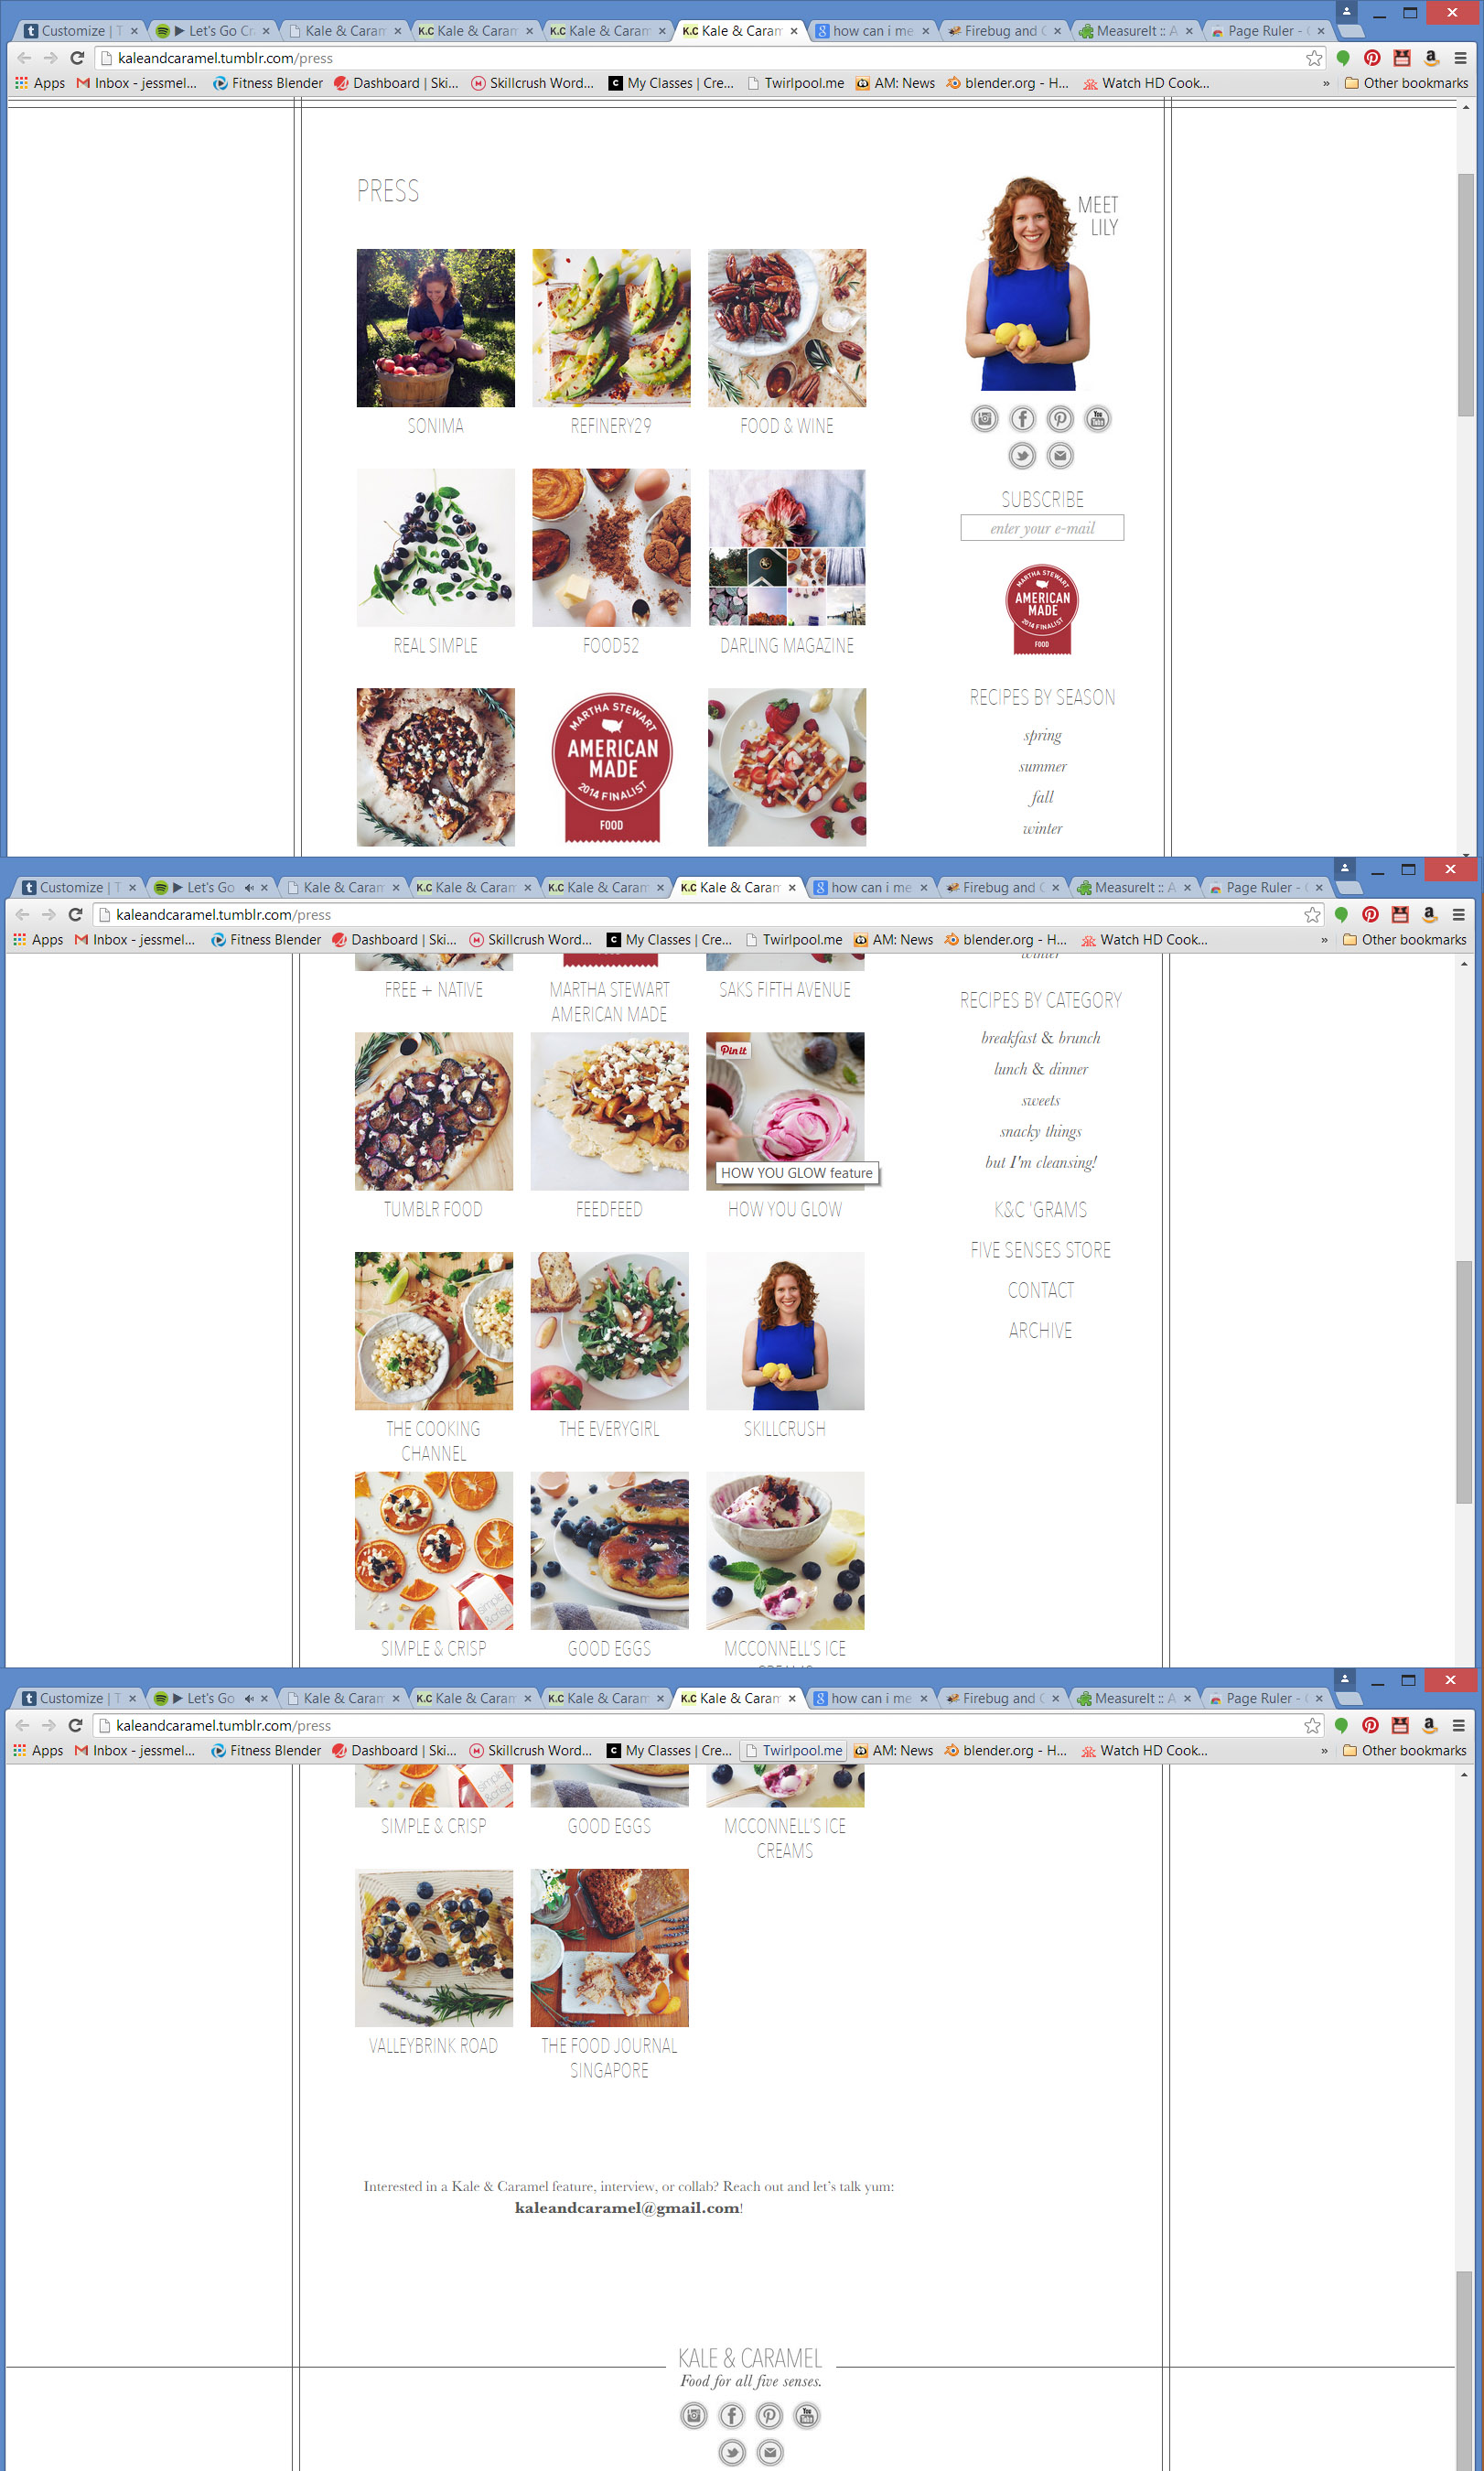 Customize | T
Let's Go Cr
Kale & Caram
K.C Kale & Caram
K.C Kale & Caram
K.C Kale & Caram
how can i me
Firebug and C
MeasureIt :: A
Page Ruler - C
kaleandcaramel.tumblr.com/press
Apps
Inbox - jessmel...
Fitness Blender
Dashboard | Ski...
Skillcrush Word...
My Classes | Cre...
Twirlpool.me
AM: News
blender.org - H...
Watch HD Cook...
»
Other bookmarks
PRESS
MEET
LILY
SONIMA
REFINERY29
FOOD & WINE
You
Tube
SUBSCRIBE
enter your e-mail
MARTHA STEWART
AMERICAN
MADE
2014 FINALIST
FOOD
REAL SIMPLE
FOOD52
DARLING MAGAZINE
RECIPES BY SEASON
spring
summer
fall
winter
MARTHA STEWART
AMERICAN
MADE
2014 FINALIST
FOOD
Customize | T
Let's Go
Kale & Caram
K.C Kale & Caram
K.C Kale & Caram
K.C Kale & Caram
how can i me
Firebug and C
MeasureIt :: A
Page Ruler - C
kaleandcaramel.tumblr.com/press
Apps
Inbox - jessmel...
Fitness Blender
Dashboard | Ski...
Skillcrush Word...
My Classes | Cre...
Twirlpool.me
AM: News
blender.org - H...
Watch HD Cook...
»
Other bookmarks
winter
FREE + NATIVE
MARTHA STEWART
AMERICAN MADE
SAKS FIFTH AVENUE
RECIPES BY CATEGORY
breakfast & brunch
lunch & dinner
sweets
snacky things
but I'm cleansing!
Pin it
HOW YOU GLOW feature
TUMBLR FOOD
FEEDFEED
HOW YOU GLOW
K&C 'GRAMS
FIVE SENSES STORE
CONTACT
ARCHIVE
THE COOKING
CHANNEL
THE EVERYGIRL
SKILLCRUSH
simple
&crisp
SIMPLE & CRISP
GOOD EGGS
MCCONNELL'S ICE
CREAMS
Customize | T
Let's Go
Kale & Caram
K.C Kale & Caram
K.C Kale & Caram
K.C Kale & Caram
how can i me
Firebug and C
MeasureIt :: A
Page Ruler - C
kaleandcaramel.tumblr.com/press
Apps
Inbox - jessmel...
Fitness Blender
Dashboard | Ski...
Skillcrush Word...
My Classes | Cre...
Twirlpool.me
AM: News
blender.org - H...
Watch HD Cook...
»
Other bookmarks
simple
&crisp
SIMPLE & CRISP
GOOD EGGS
MCCONNELL'S ICE
CREAMS
VALLEYBRINK ROAD
THE FOOD JOURNAL
SINGAPORE
Interested in a Kale & Caramel feature, interview, or collab? Reach out and let's talk yum:
kaleandcaramel@gmail.com!
KALE & CARAMEL
Food for all five senses.
You
Tube